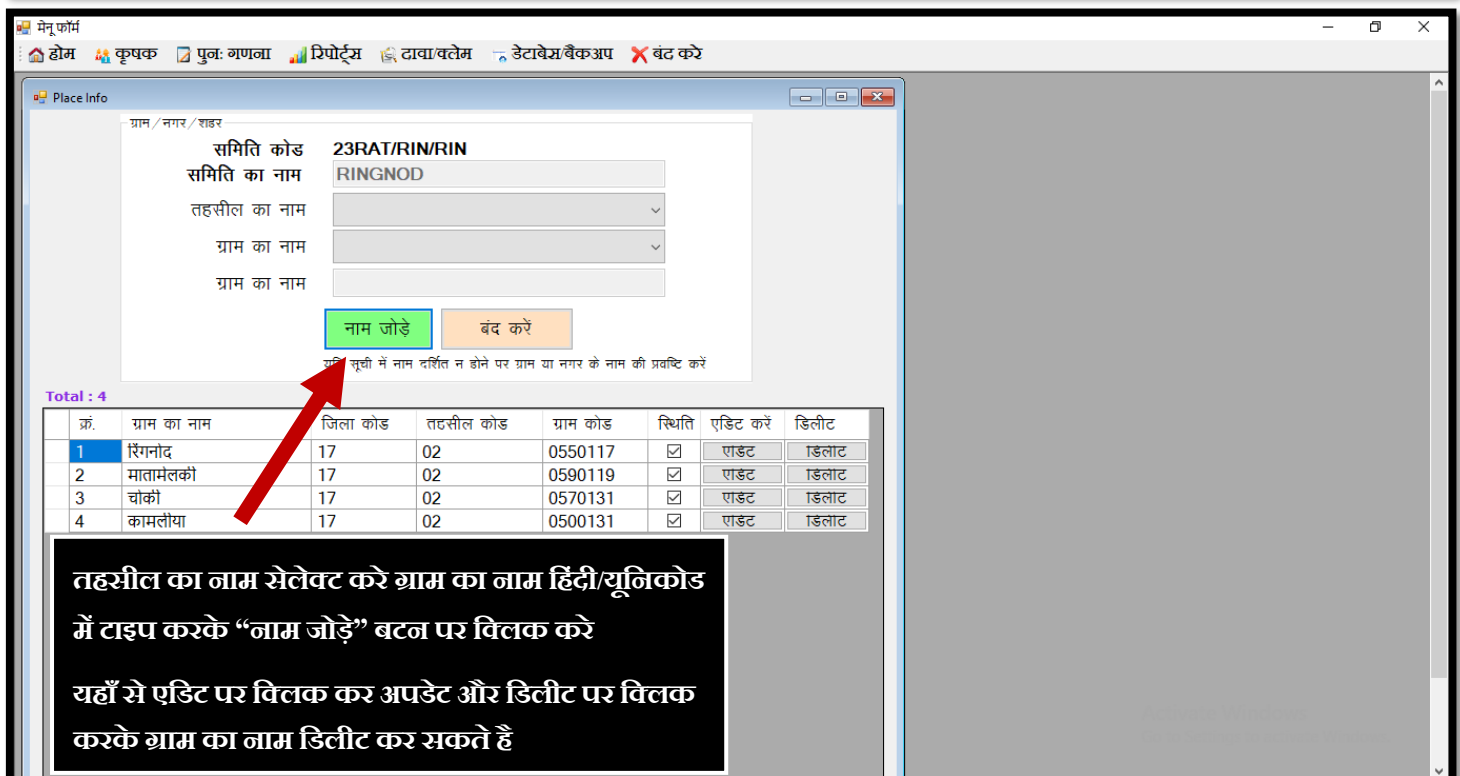 मेनू फॉर्म
होम कृषक पुनः गणना रिपोर्ट्स दावा/क्लेम डेटाबेस/बैकअप बंद करे
Place Info
ग्राम/नगर/शहर
समिति कोड 23RAT/RIN/RIN
समिति का नाम RINGNOD
तहसील का नाम
ग्राम का नाम
ग्राम का नाम
नाम जोड़े बंद करें
सूची में नाम दर्शित न होने पर ग्राम या नगर के नाम की प्रवष्टि करें
Total : 4
क्रं. ग्राम का नाम जिला कोड तहसील कोड ग्राम कोड स्थिति एडिट करें डिलीट
1 रिंगनोद 17 02 0550117 एडिट डिलीट
2 मातामेलकी 17 02 0590119 एडिट डिलीट
3 चोकी 17 02 0570131 एडिट डिलीट
4 कामलीया 17 02 0500131 एडिट डिलीट
तहसील का नाम सेलेक्ट करे ग्राम का नाम हिंदी/यूनिकोड
में टाइप करके “नाम जोड़े” बटन पर क्लिक करे
यहाँ से एडिट पर क्लिक कर अपडेट और डिलीट पर क्लिक
करके ग्राम का नाम डिलीट कर सकते है